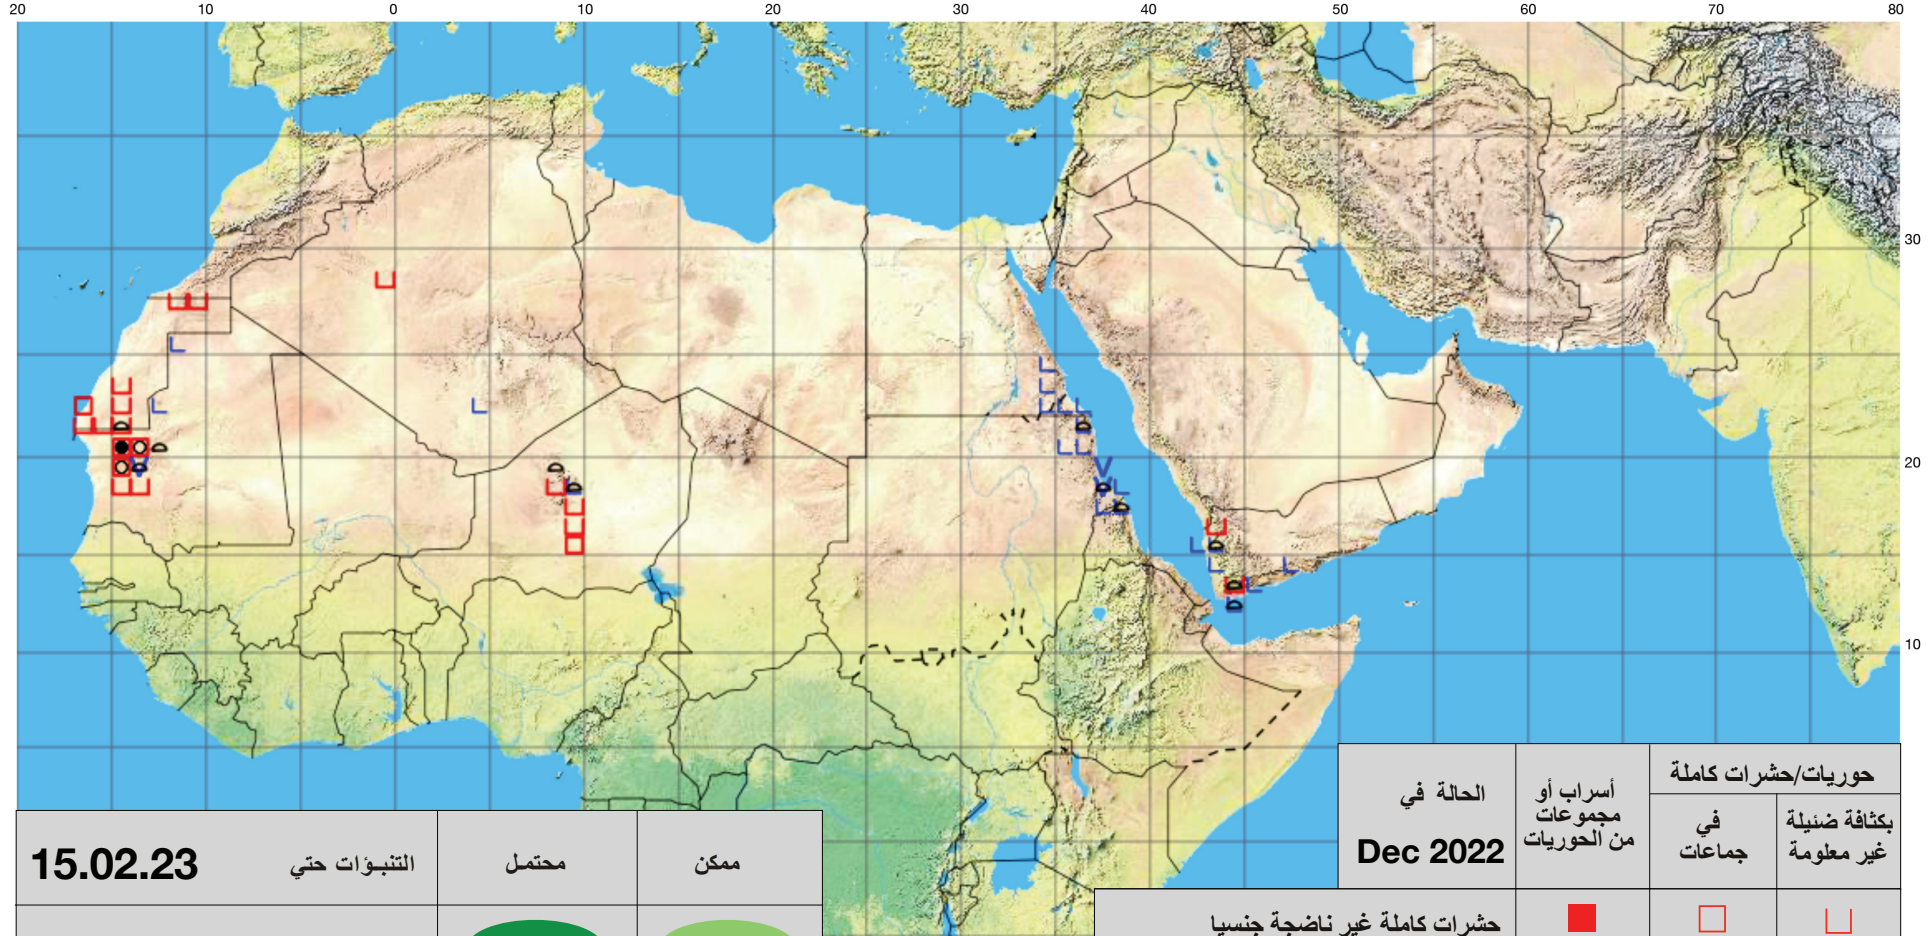 20 10 0 10 20 30 40 50 60 70 80
30
20
10
حوريات/حشرات كاملة
الحالة في
Dec 2022
أسراب أو
مجموعات
من الحوريات
في
جماعات
بكثافة ضئيلة
غير معلومة
حشرات كاملة غير ناضجة جنسيا
التنبـؤات حتي
15.02.23
محتمـل
ممكن